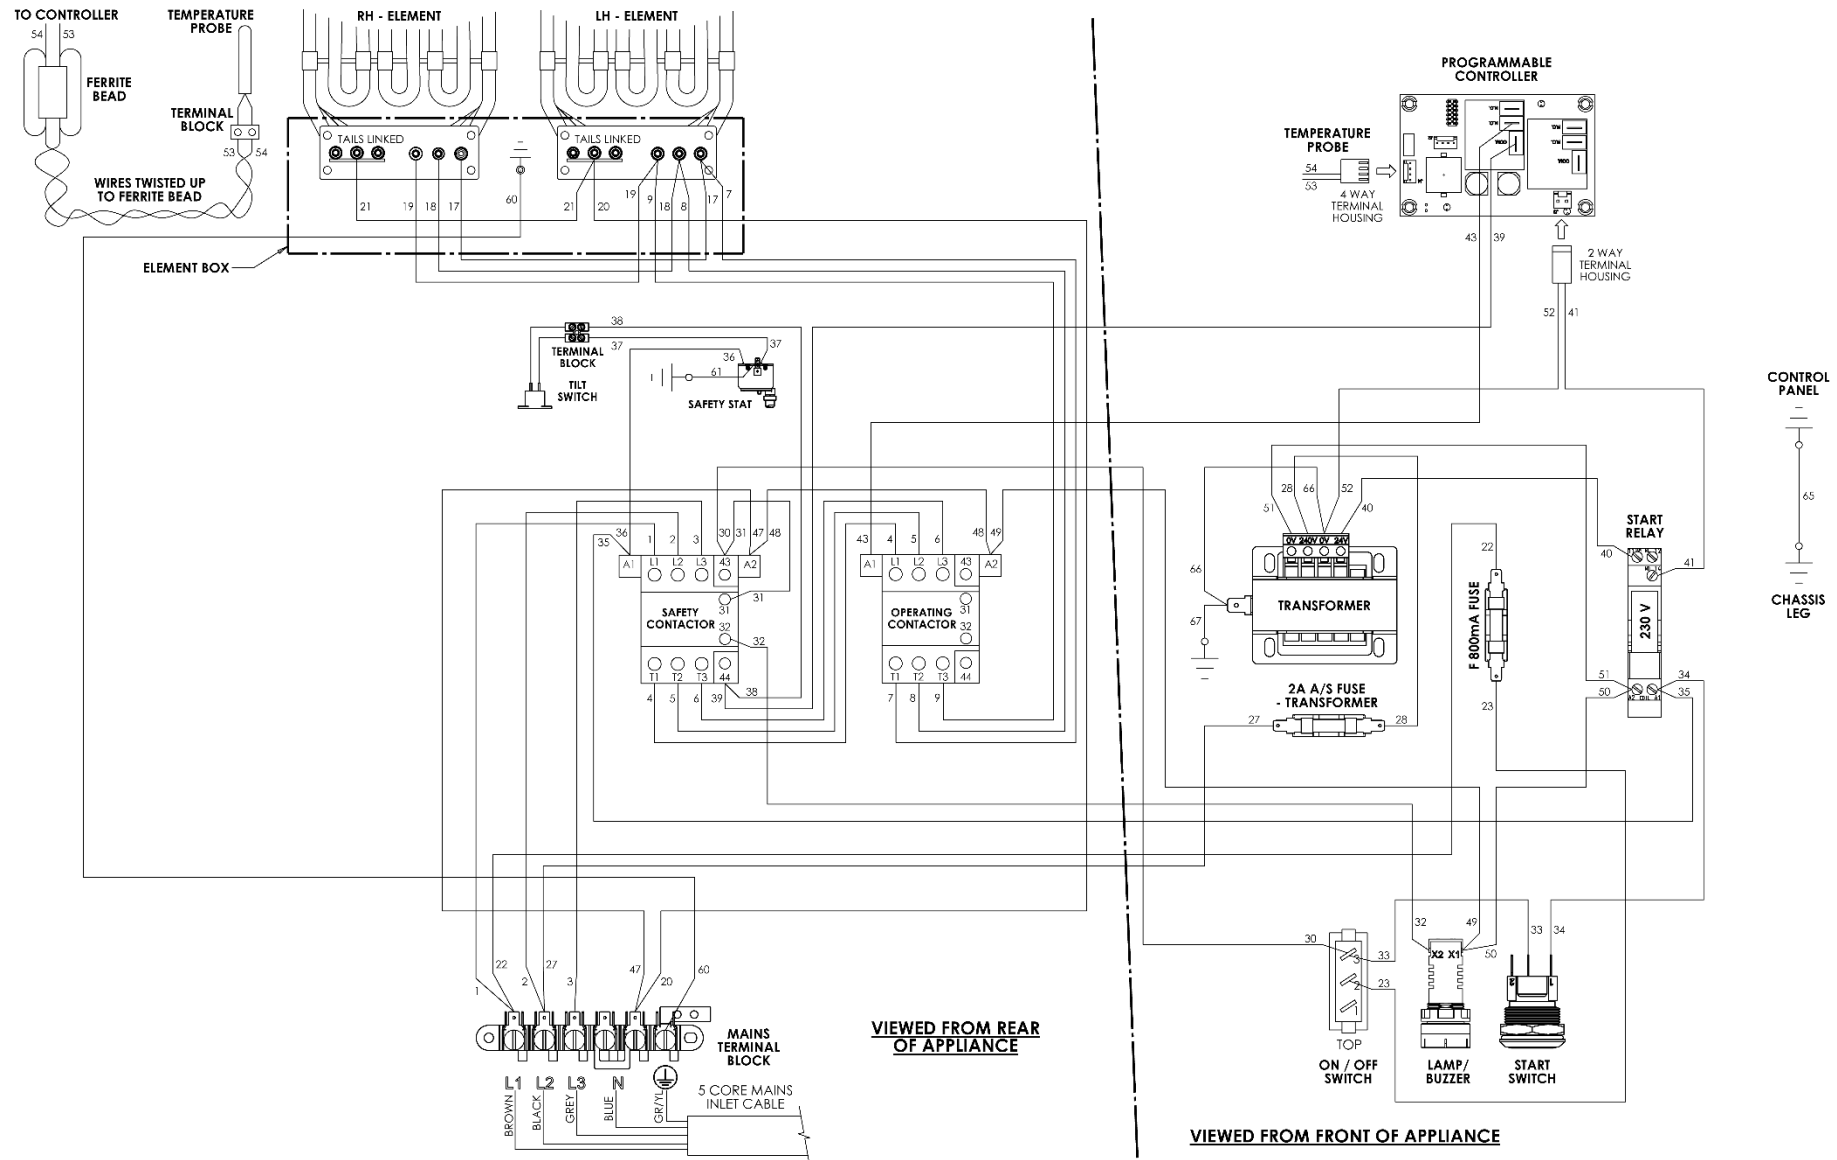 TO CONTROLLER
54 53
FERRITE
BEAD
TEMPERATURE
PROBE
TERMINAL
BLOCK
53 54
WIRES TWISTED UP
TO FERRITE BEAD
RH - ELEMENT
LH - ELEMENT
TAILS LINKED
TAILS LINKED
21 19 18 17 60 21 20 19 9 18 8 17 7
ELEMENT BOX
PROGRAMMABLE
CONTROLLER
TEMPERATURE
PROBE
54
53
4 WAY
TERMINAL
HOUSING
43 39
2 WAY
TERMINAL
HOUSING
52 41
38
37
TERMINAL
BLOCK
TILT
SWITCH
36 37
61
SAFETY STAT
CONTROL
PANEL
65
CHASSIS
LEG
35 36 1 2 3 30 31 47 48
A1 L1 L2 L3 43 A2
31
31
SAFETY
CONTACTOR
32
32
T1 T2 T3 44
4 5 6 39 38
43 4 5 6 48 49
A1 L1 L2 L3 43 A2
31
OPERATING
CONTACTOR
32
T1 T2 T3 44
7 8 9
51 28 66 52 40
0V 240V 0V 24V
TRANSFORMER
66
67
2A A/S FUSE
- TRANSFORMER
27 28
22
F 800mA FUSE
23
START
RELAY
40 41
230 V
51 34
50 35
A2 COIL A1
22 27 47 60
1 2 3 20
MAINS
TERMINAL
BLOCK
L1 L2 L3 N
BROWN
BLACK
GREY
BLUE
GR/YL
5 CORE MAINS
INLET CABLE
VIEWED FROM REAR
OF APPLIANCE
30 33
23
3
2
1
TOP
ON / OFF
SWITCH
32 49
X2 X1
50
LAMP/
BUZZER
33 34
2 1
START
SWITCH
VIEWED FROM FRONT OF APPLIANCE